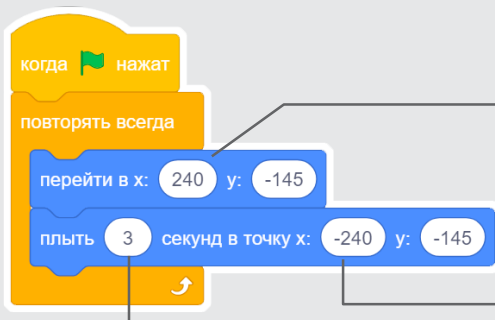 когда нажат
повторять всегда
перейти в x: 240 y: -145
плыть 3 секунд в точку x: -240 y: -145